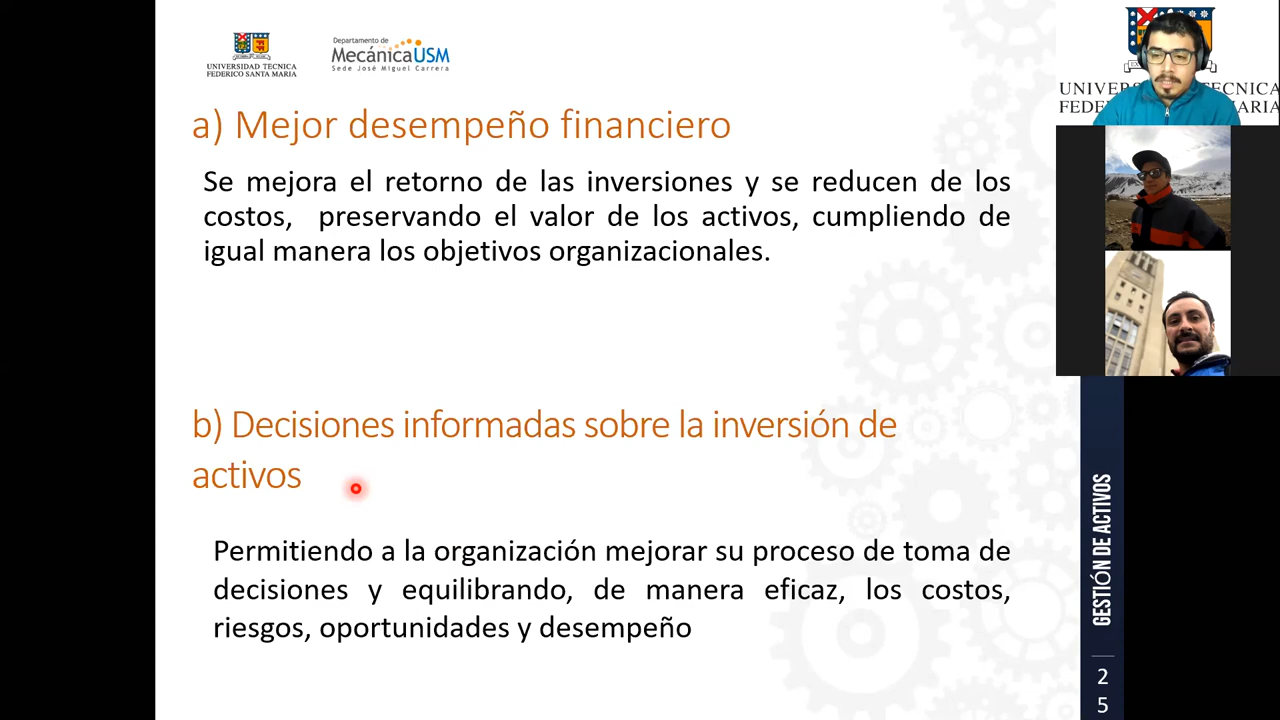 UNIVERSIDAD TECNICA
FEDERICO SANTA MARIA
Departamento de
MecánicaUSM
Sede José Miguel Carrera
a) Mejor desempeño financiero
Se mejora el retorno de las inversiones y se reducen de los
costos, preservando el valor de los activos, cumpliendo de
igual manera los objetivos organizacionales.
b) Decisiones informadas sobre la inversión de
activos
Permitiendo a la organización mejorar su proceso de toma de
decisiones y equilibrando, de manera eficaz, los costos,
riesgos, oportunidades y desempeño
GESTIÓN DE ACTIVOS
2
5